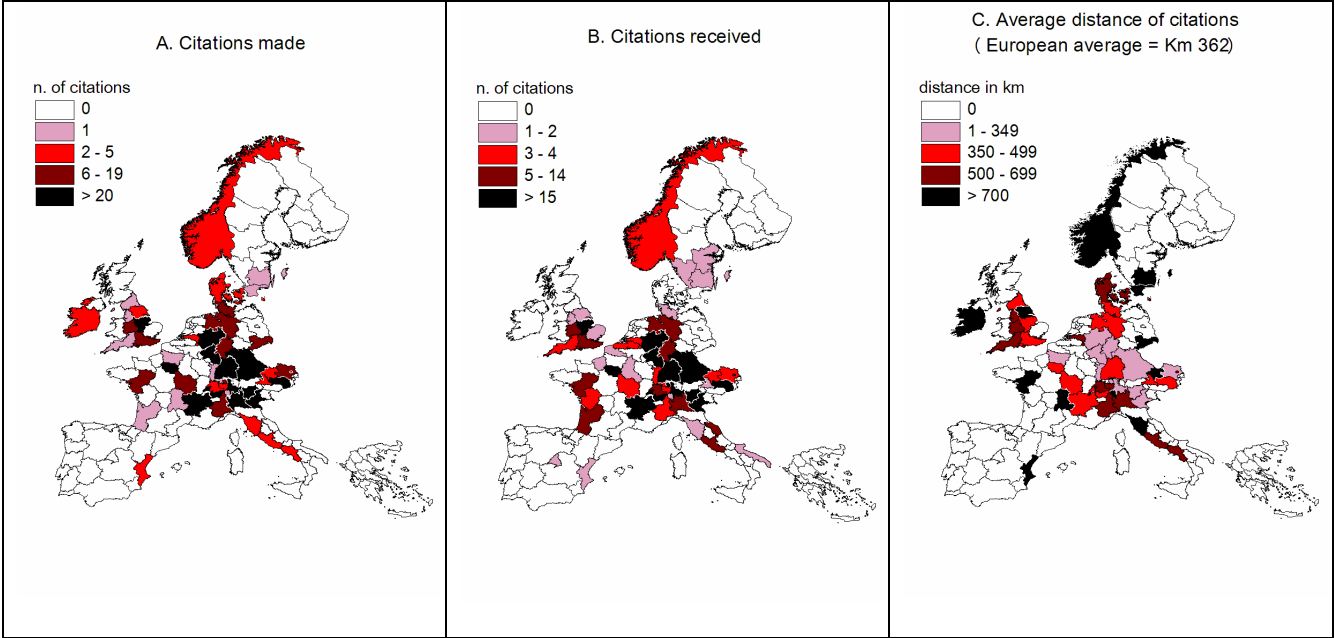 A. Citations made
n. of citations
0
1
2 - 5
6 - 19
> 20
B. Citations received
n. of citations
0
1 - 2
3 - 4
5 - 14
> 15
C. Average distance of citations
( European average = Km 362)
distance in km
0
1 - 349
350 - 499
500 - 699
> 700